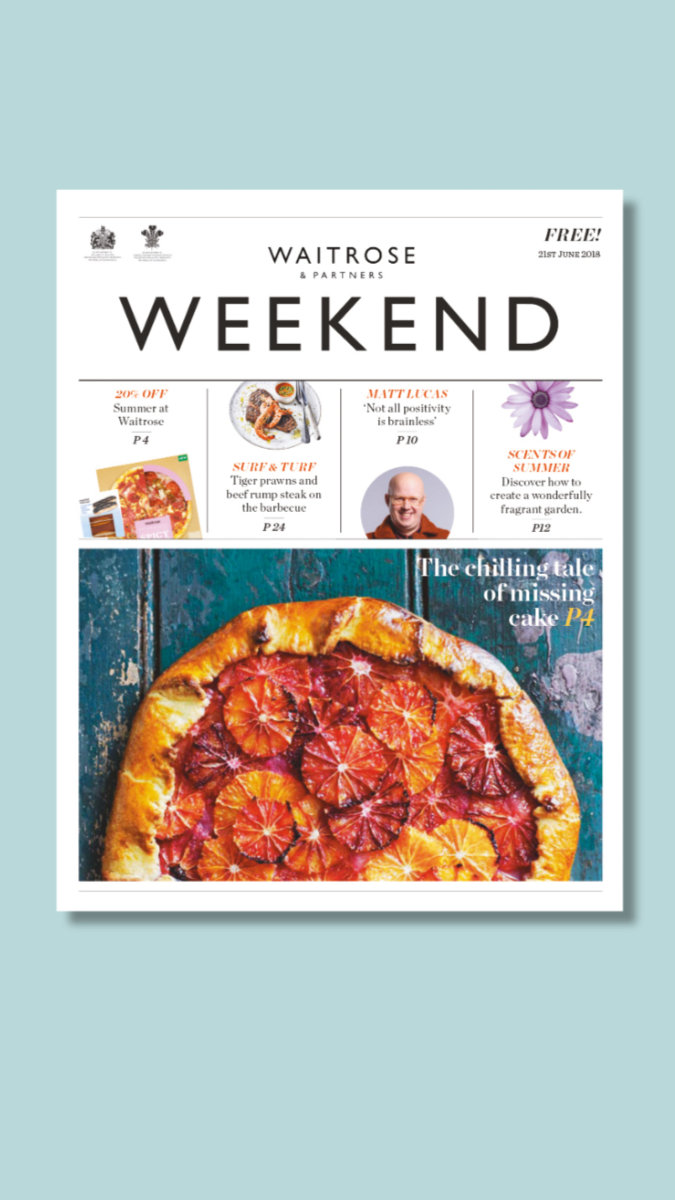 FREE!
21ST JUNE 2018
WAITROSE
& PARTNERS
WEEKEND
20% OFF
Summer at
Waitrose
P 4
SPICY
SURF & TURF
Tiger prawns and
beef rump steak on
the barbecue
P 24
MATT LUCAS
‘Not all positivity
is brainless’
P 10
SCENTS OF
SUMMER
Discover how to
create a wonderfully
fragrant garden.
P12
The chilling tale
of missing
cake P4